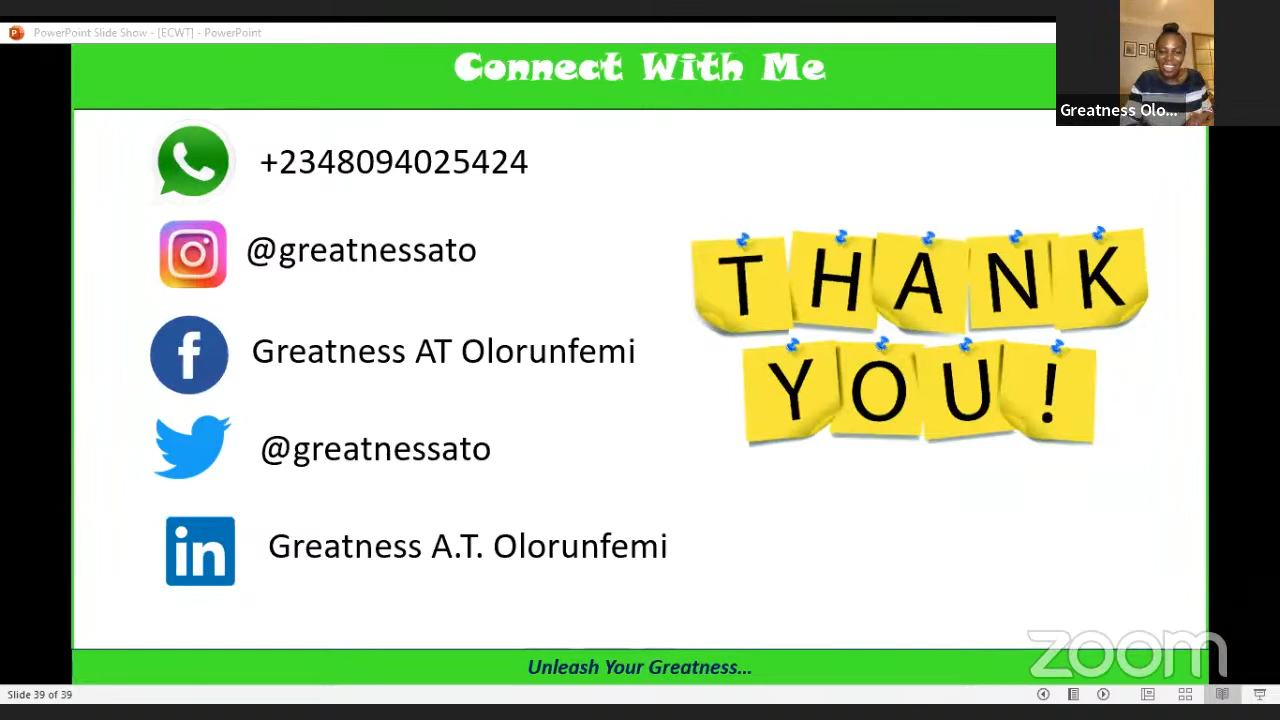 PowerPoint Slide Show - [ECWT] - PowerPoint
Connect With Me
Greatness Olo...
+2348094025424
@greatnessato
Greatness AT Olorunfemi
@greatnessato
in Greatness A.T. Olorunfemi
THANK
YOU!
zoom
Unleash Your Greatness...
Slide 39 of 39